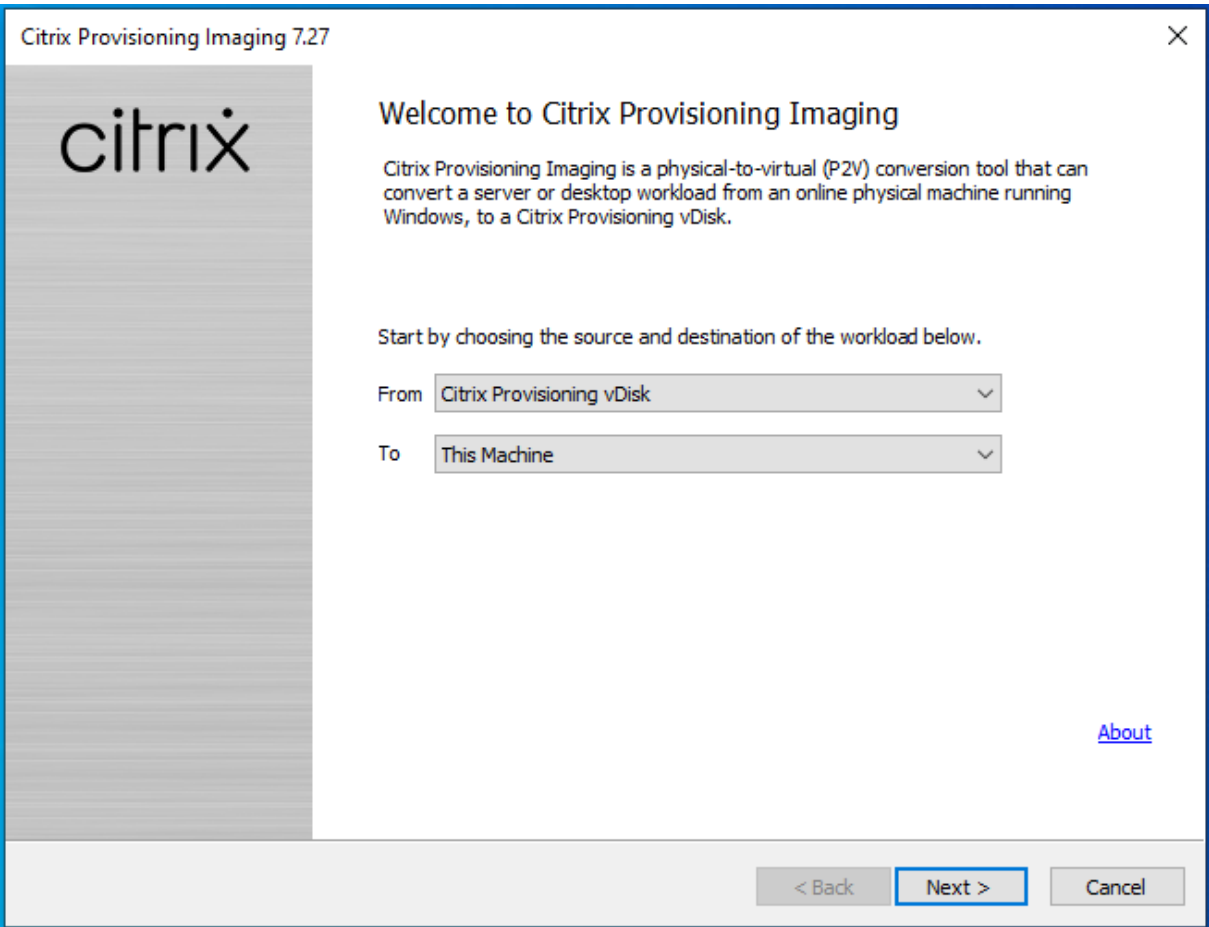 Citrix Provisioning Imaging 7.27
citrix
Welcome to Citrix Provisioning Imaging
Citrix Provisioning Imaging is a physical-to-virtual (P2V) conversion tool that can
convert a server or desktop workload from an online physical machine running
Windows, to a Citrix Provisioning vDisk.
Start by choosing the source and destination of the workload below.
From Citrix Provisioning vDisk
To This Machine
About
< Back Next > Cancel